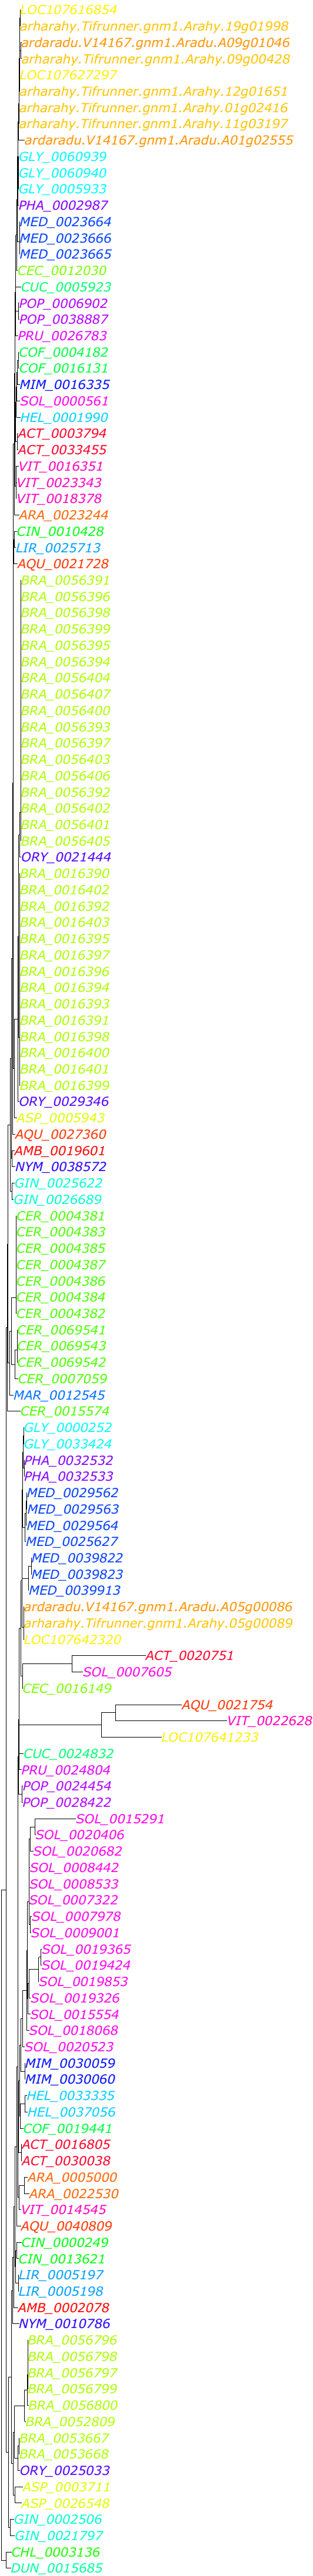 LOC107616854
arharahy.Tifrunner.gnm1.Arahy.19g01998
ardaradu.V14167.gnm1.Aradu.A09g01046
arharahy.Tifrunner.gnm1.Arahy.09g00428
LOC107627297
arharahy.Tifrunner.gnm1.Arahy.12g01651
arharahy.Tifrunner.gnm1.Arahy.01g02416
arharahy.Tifrunner.gnm1.Arahy.11g03197
ardaradu.V14167.gnm1.Aradu.A01g02555
GLY_0060939
GLY_0060940
GLY_0005933
PHA_0002987
MED_0023664
MED_0023666
MED_0023665
CEC_0012030
CUC_0005923
POP_0006902
POP_0038887
PRU_0026783
COF_0004182
COF_0016131
MIM_0016335
SOL_0000561
HEL_0001990
ACT_0003794
ACT_0033455
VIT_0016351
VIT_0023343
VIT_0018378
ARA_0023244
CIN_0010428
LIR_0025713
AQU_0021728
BRA_0056391
BRA_0056396
BRA_0056398
BRA_0056399
BRA_0056395
BRA_0056394
BRA_0056404
BRA_0056407
BRA_0056400
BRA_0056393
BRA_0056397
BRA_0056403
BRA_0056406
BRA_0056392
BRA_0056402
BRA_0056401
BRA_0056405
ORY_0021444
BRA_0016390
BRA_0016402
BRA_0016392
BRA_0016403
BRA_0016395
BRA_0016397
BRA_0016396
BRA_0016394
BRA_0016393
BRA_0016391
BRA_0016398
BRA_0016400
BRA_0016401
BRA_0016399
ORY_0029346
ASP_0005943
AQU_0027360
AMB_0019601
NYM_0038572
GIN_0025622
GIN_0026689
CER_0004381
CER_0004383
CER_0004385
CER_0004387
CER_0004386
CER_0004384
CER_0004382
CER_0069541
CER_0069543
CER_0069542
CER_0007059
MAR_0012545
CER_0015574
GLY_0000252
GLY_0033424
PHA_0032532
PHA_0032533
MED_0029562
MED_0029563
MED_0029564
MED_0025627
MED_0039822
MED_0039823
MED_0039913
ardaradu.V14167.gnm1.Aradu.A05g00086
arharahy.Tifrunner.gnm1.Arahy.05g00089
LOC107642320
ACT_0020751
SOL_0007605
CEC_0016149
AQU_0021754
VIT_0022628
LOC107641233
CUC_0024832
PRU_0024804
POP_0024454
POP_0028422
SOL_0015291
SOL_0020406
SOL_0020682
SOL_0008442
SOL_0008533
SOL_0007322
SOL_0007978
SOL_0009001
SOL_0019365
SOL_0019424
SOL_0019853
SOL_0019326
SOL_0015554
SOL_0018068
SOL_0020523
MIM_0030059
MIM_0030060
HEL_0033335
HEL_0037056
COF_0019441
ACT_0016805
ACT_0030038
ARA_0005000
ARA_0022530
VIT_0014545
AQU_0040809
CIN_0000249
CIN_0013621
LIR_0005197
LIR_0005198
AMB_0002078
NYM_0010786
BRA_0056796
BRA_0056798
BRA_0056797
BRA_0056799
BRA_0056800
BRA_0052809
BRA_0053667
BRA_0053668
ORY_0025033
ASP_0003711
ASP_0026548
GIN_0002506
GIN_0021797
CHL_0003136
DUN_0015685